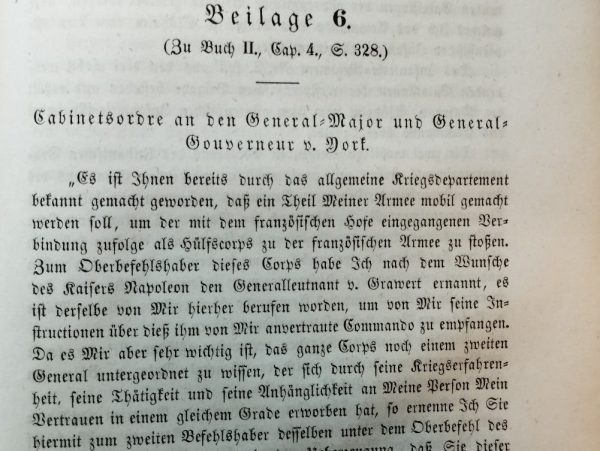 Beilage 6.
(Zu Buch II., Cap. 4., S. 328.)
Cabinetsordre an den General-Major und General-
Gouverneur v. York.
„Es ist Ihnen bereits durch das allgemeine Kriegsdepartement
bekannt gemacht geworden, daß ein Theil Meiner Armee mobil gemacht
werden soll, um der mit dem französischen Hofe eingegangenen Ver-
bindung zufolge als Hülfscorps zu der französischen Armee zu stoßen.
Zum Oberbefehlshaber dieses Corps habe Ich nach dem Wunsche
des Kaisers Napoleon den Generalleutnant v. Grawert ernannt, es
ist derselbe von Mir hierher berufen worden, um von Mir seine In-
structionen über dieß ihm von Mir anvertraute Commando zu empfangen.
Da es Mir aber sehr wichtig ist, das ganze Corps noch einem zweiten
General untergeordnet zu wissen, der sich durch seine Kriegserfahren-
heit, seine Thätigkeit und seine Anhänglichkeit an Meine Person Mein
Vertrauen in einem gleichem Grade erworben hat, so ernenne Ich Sie
hiermit zum zweiten Befehlshaber desselben unter dem Oberbefehl des
daß Sie dieser